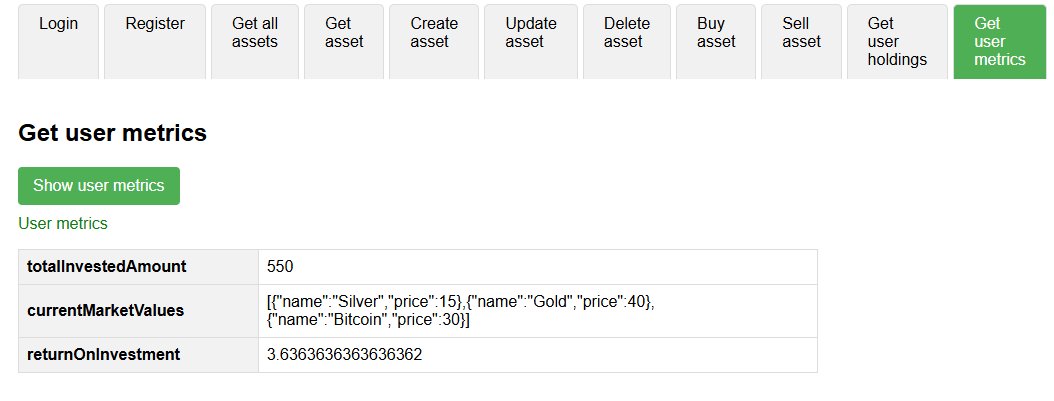 Login
Register
Get all
assets
Get
asset
Create
asset
Update
asset
Delete
asset
Buy
asset
Sell
asset
Get
user
holdings
Get
user
metrics
Get user metrics
Show user metrics
User metrics
totalInvestedAmount 550
currentMarketValues [{"name":"Silver","price":15},{"name":"Gold","price":40},
{"name":"Bitcoin","price":30}]
returnOnInvestment 3.6363636363636362